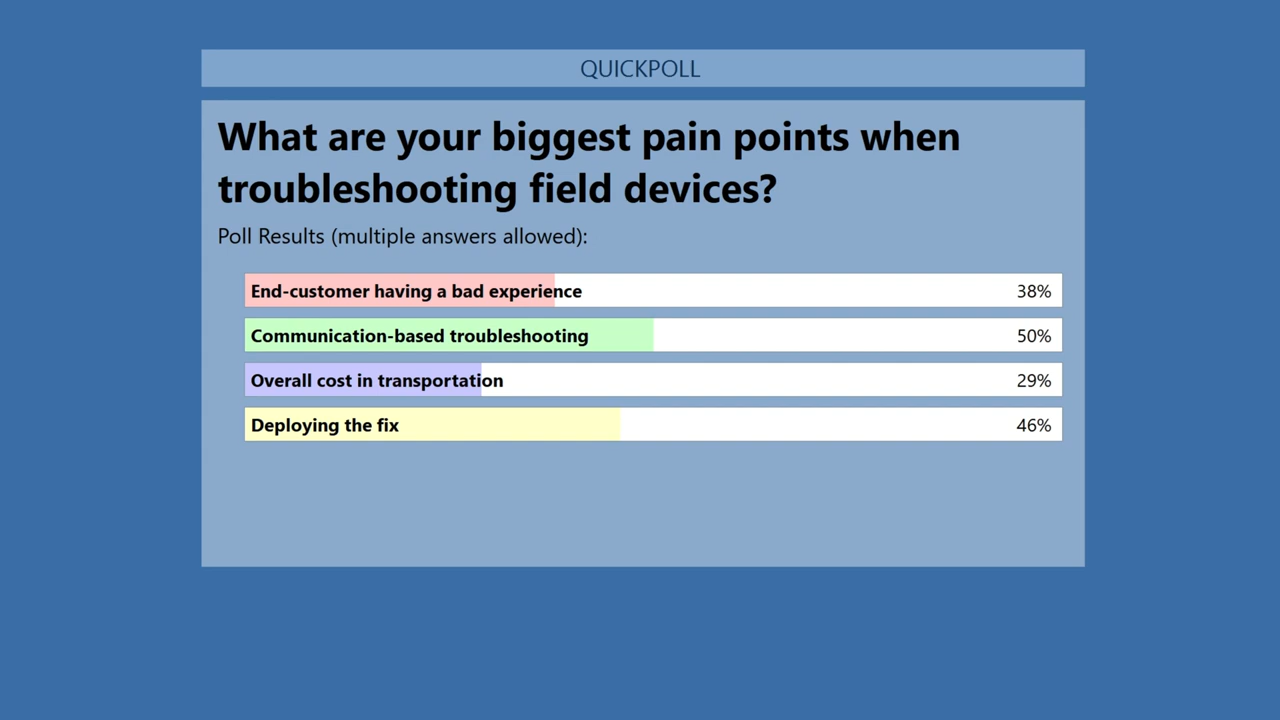 QUICKPOLL
What are your biggest pain points when
troubleshooting field devices?
Poll Results (multiple answers allowed):
End-customer having a bad experience 38%
Communication-based troubleshooting 50%
Overall cost in transportation 29%
Deploying the fix 46%